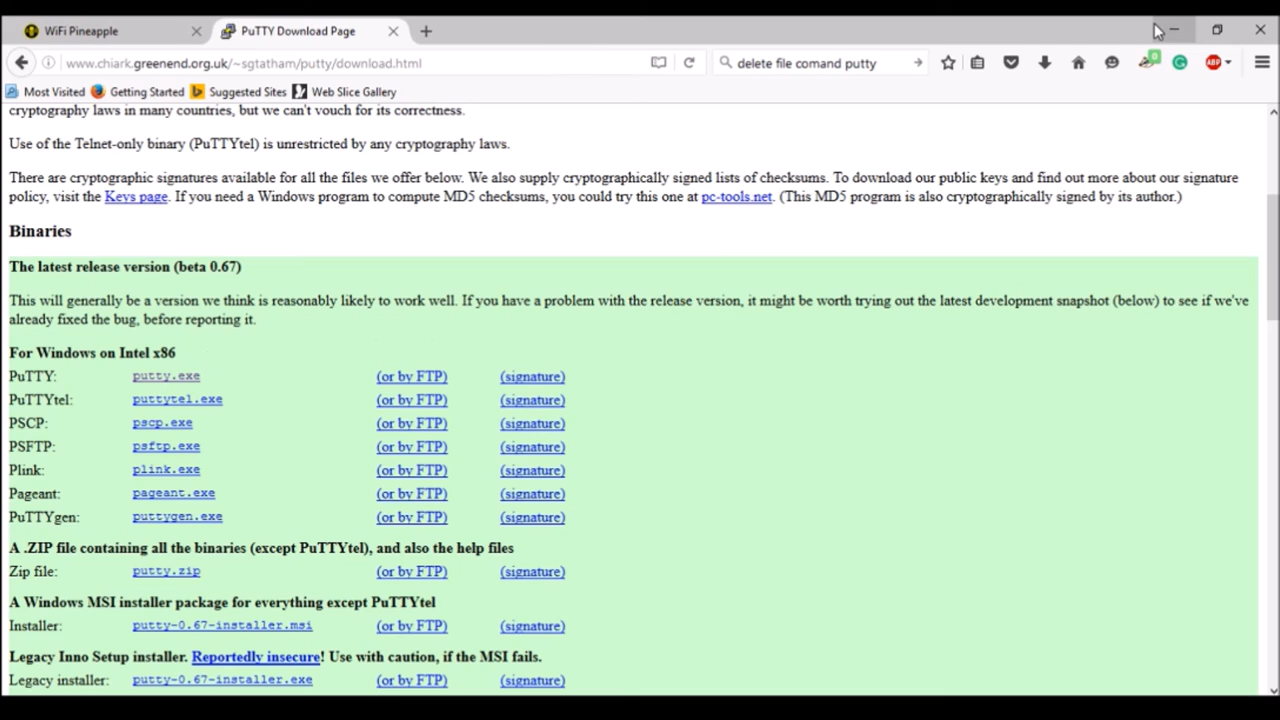 WiFi Pineapple
PuTTY Download Page
www.chiark.greenend.org.uk/~sgtatham/putty/download.html
delete file comand putty
0
ABP
Most Visited
Getting Started
Suggested Sites
Web Slice Gallery
cryptography laws in many countries, but we can't vouch for its correctness.
Use of the Telnet-only binary (PuTTYtel) is unrestricted by any cryptography laws.
There are cryptographic signatures available for all the files we offer below. We also supply cryptographically signed lists of checksums. To download our public keys and find out more about our signature
policy, visit the Keys page. If you need a Windows program to compute MD5 checksums, you could try this one at pc-tools.net. (This MD5 program is also cryptographically signed by its author.)
Binaries
The latest release version (beta 0.67)
This will generally be a version we think is reasonably likely to work well. If you have a problem with the release version, it might be worth trying out the latest development snapshot (below) to see if we've
already fixed the bug, before reporting it.
For Windows on Intel x86
PuTTY: putty.exe (or by FTP) (signature)
PuTTYtel: puttytel.exe (or by FTP) (signature)
PSCP: pscp.exe (or by FTP) (signature)
PSFTP: psftp.exe (or by FTP) (signature)
Plink: plink.exe (or by FTP) (signature)
Pageant: pageant.exe (or by FTP) (signature)
PuTTYgen: puttygen.exe (or by FTP) (signature)
A .ZIP file containing all the binaries (except PuTTYtel), and also the help files
Zip file: putty.zip (or by FTP) (signature)
A Windows MSI installer package for everything except PuTTYtel
Installer: putty-0.67-installer.msi (or by FTP) (signature)
Legacy Inno Setup installer. Reportedly insecure! Use with caution, if the MSI fails.
Legacy installer: putty-0.67-installer.exe (or by FTP) (signature)